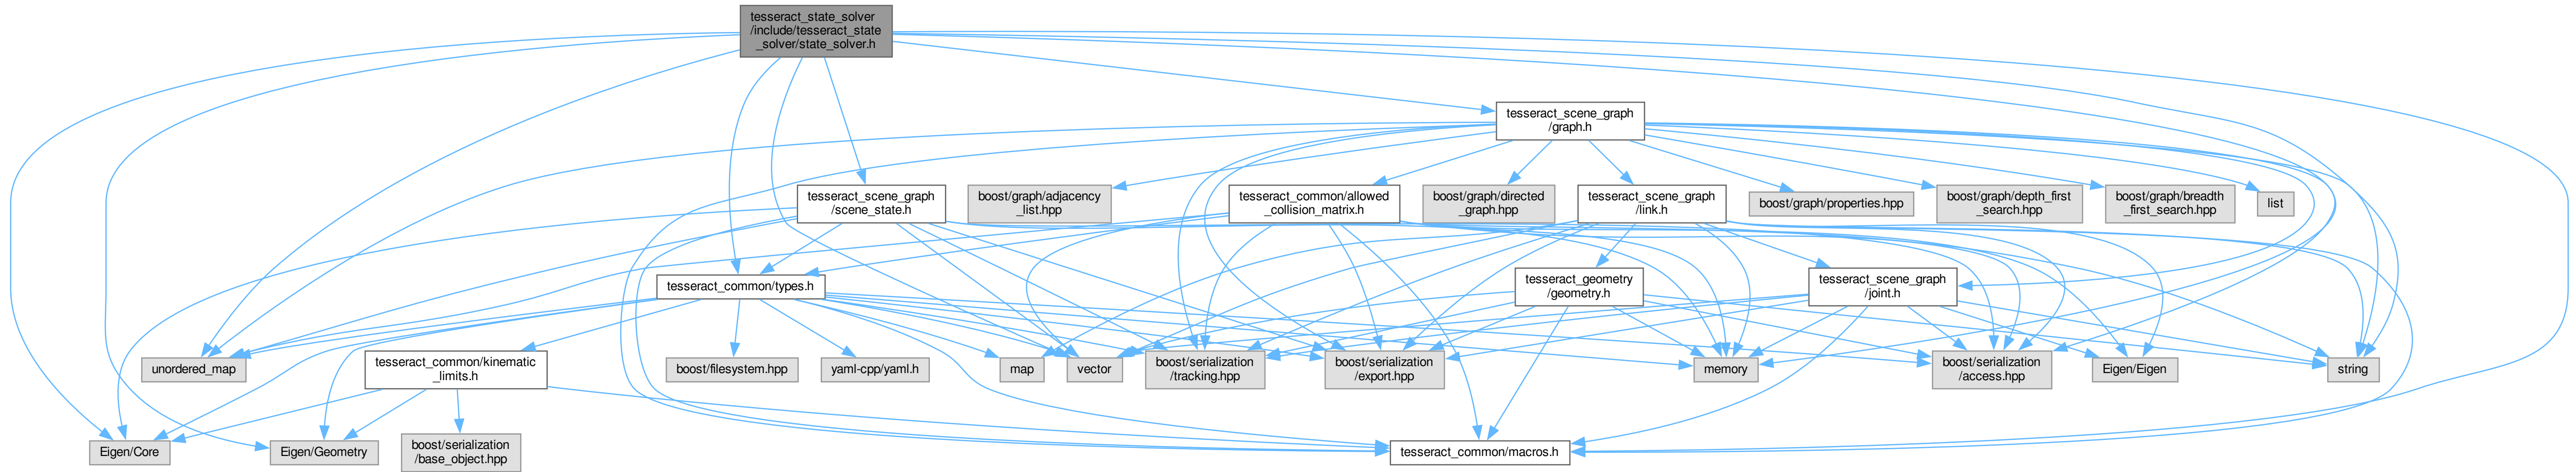 tesseract_state_solver
/include/tesseract_state
_solver/state_solver.h
tesseract_scene_graph
/graph.h
tesseract_scene_graph
/scene_state.h
boost/graph/adjacency
_list.hpp
tesseract_common/allowed
_collision_matrix.h
boost/graph/directed
_graph.hpp
tesseract_scene_graph
/link.h
boost/graph/properties.hpp
boost/graph/depth_first
_search.hpp
boost/graph/breadth
_first_search.hpp
list
tesseract_common/types.h
tesseract_geometry
/geometry.h
tesseract_scene_graph
/joint.h
unordered_map
tesseract_common/kinematic
_limits.h
boost/filesystem.hpp
yaml-cpp/yaml.h
map
vector
boost/serialization
/tracking.hpp
boost/serialization
/export.hpp
memory
boost/serialization
/access.hpp
Eigen/Eigen
string
Eigen/Core
Eigen/Geometry
boost/serialization
/base_object.hpp
tesseract_common/macros.h